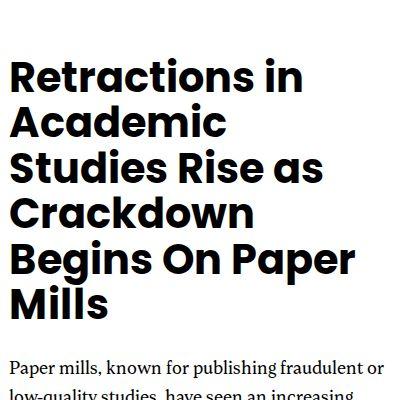 Retractions in
Academic
Studies Rise as
Crackdown
Begins On Paper
Mills
Paper mills, known for publishing fraudulent or
low-quality studies, have seen an increasing